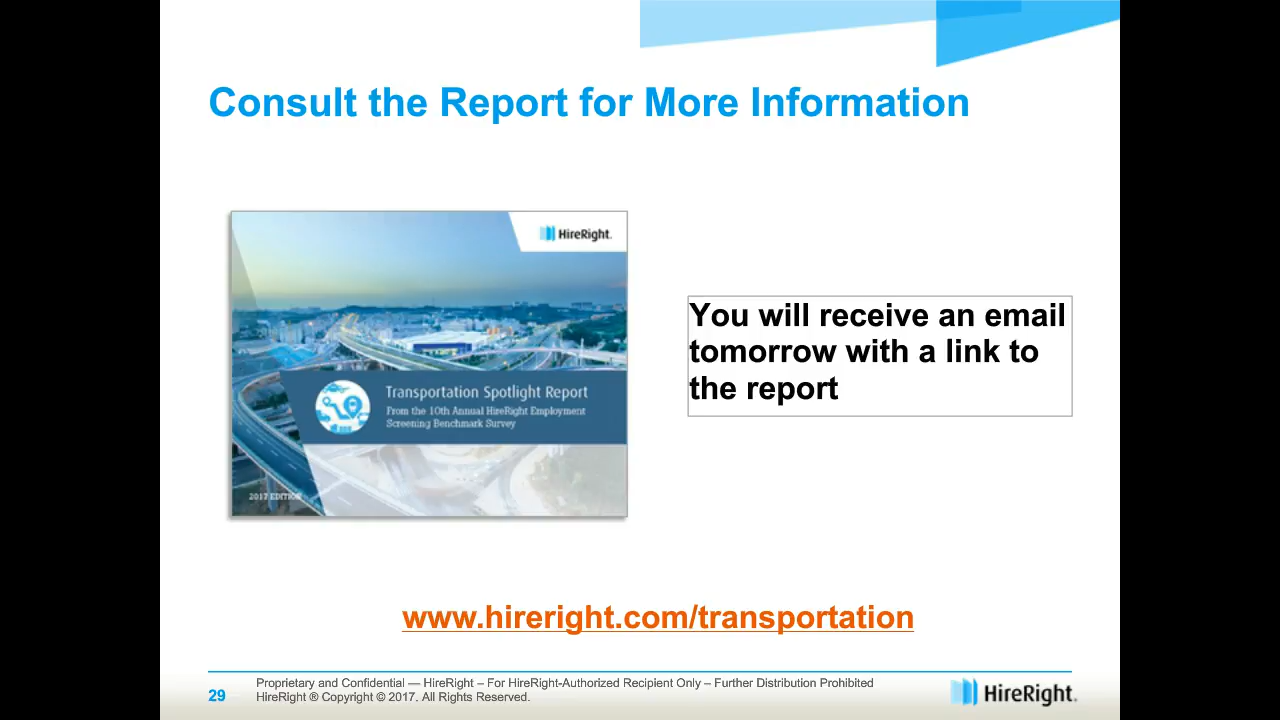 Consult the Report for More Information
HireRight.
Transportation Spotlight Report
From the 10th Annual HireRight Employment
Screening Benchmark Survey
2017 EDITION
You will receive an email
tomorrow with a link to
the report
www.hireright.com/transportation
Proprietary and Confidential — HireRight – For HireRight-Authorized Recipient Only – Further Distribution Prohibited
29 HireRight ® Copyright © 2017. All Rights Reserved.
HireRight.